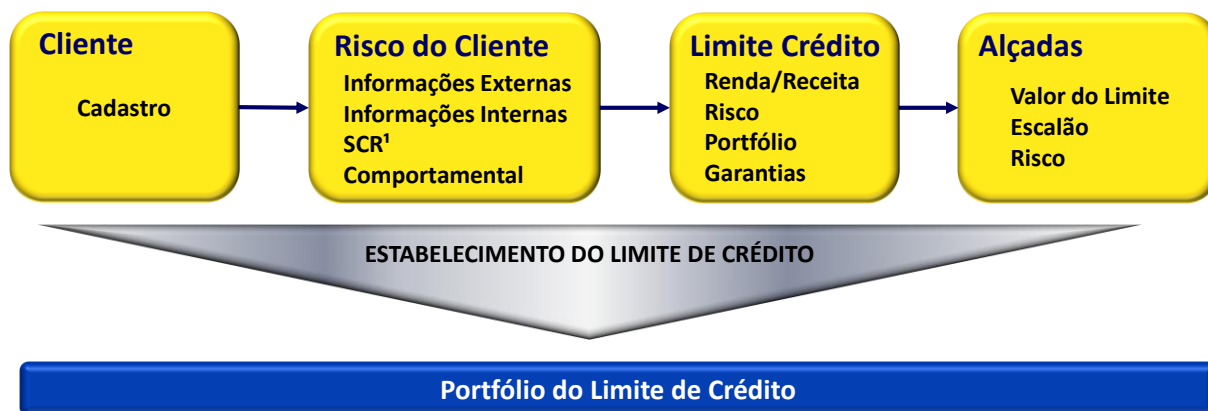 Cliente
Cadastro
Risco do Cliente
Informações Externas
Informações Internas
SCR¹
Comportamental
Limite Crédito
Renda/Receita
Risco
Portfólio
Garantias
Alçadas
Valor do Limite
Escalão
Risco
ESTABELECIMENTO DO LIMITE DE CRÉDITO
Portfólio do Limite de Crédito